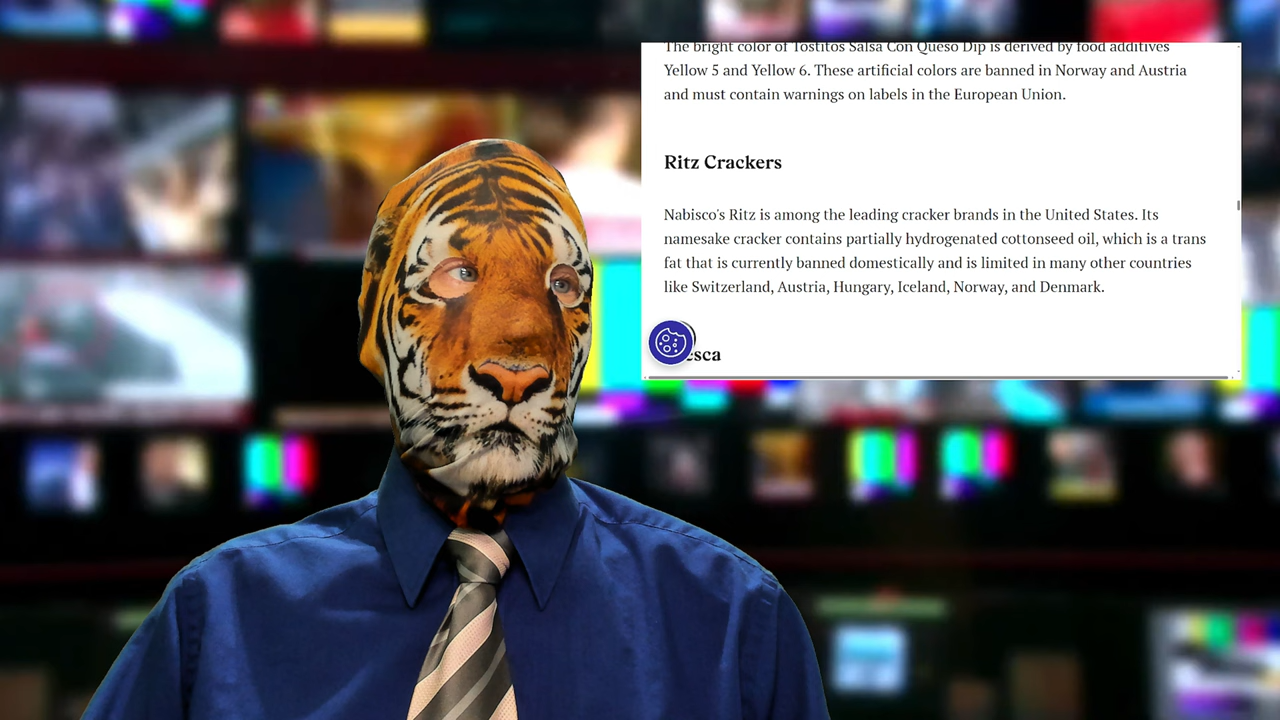 The bright color of Tostitos Salsa Con Queso Dip is derived by food additives
Yellow 5 and Yellow 6. These artificial colors are banned in Norway and Austria
and must contain warnings on labels in the European Union.
Ritz Crackers
Nabisco's Ritz is among the leading cracker brands in the United States. Its
namesake cracker contains partially hydrogenated cottonseed oil, which is a trans
fat that is currently banned domestically and is limited in many other countries
like Switzerland, Austria, Hungary, Iceland, Norway, and Denmark.